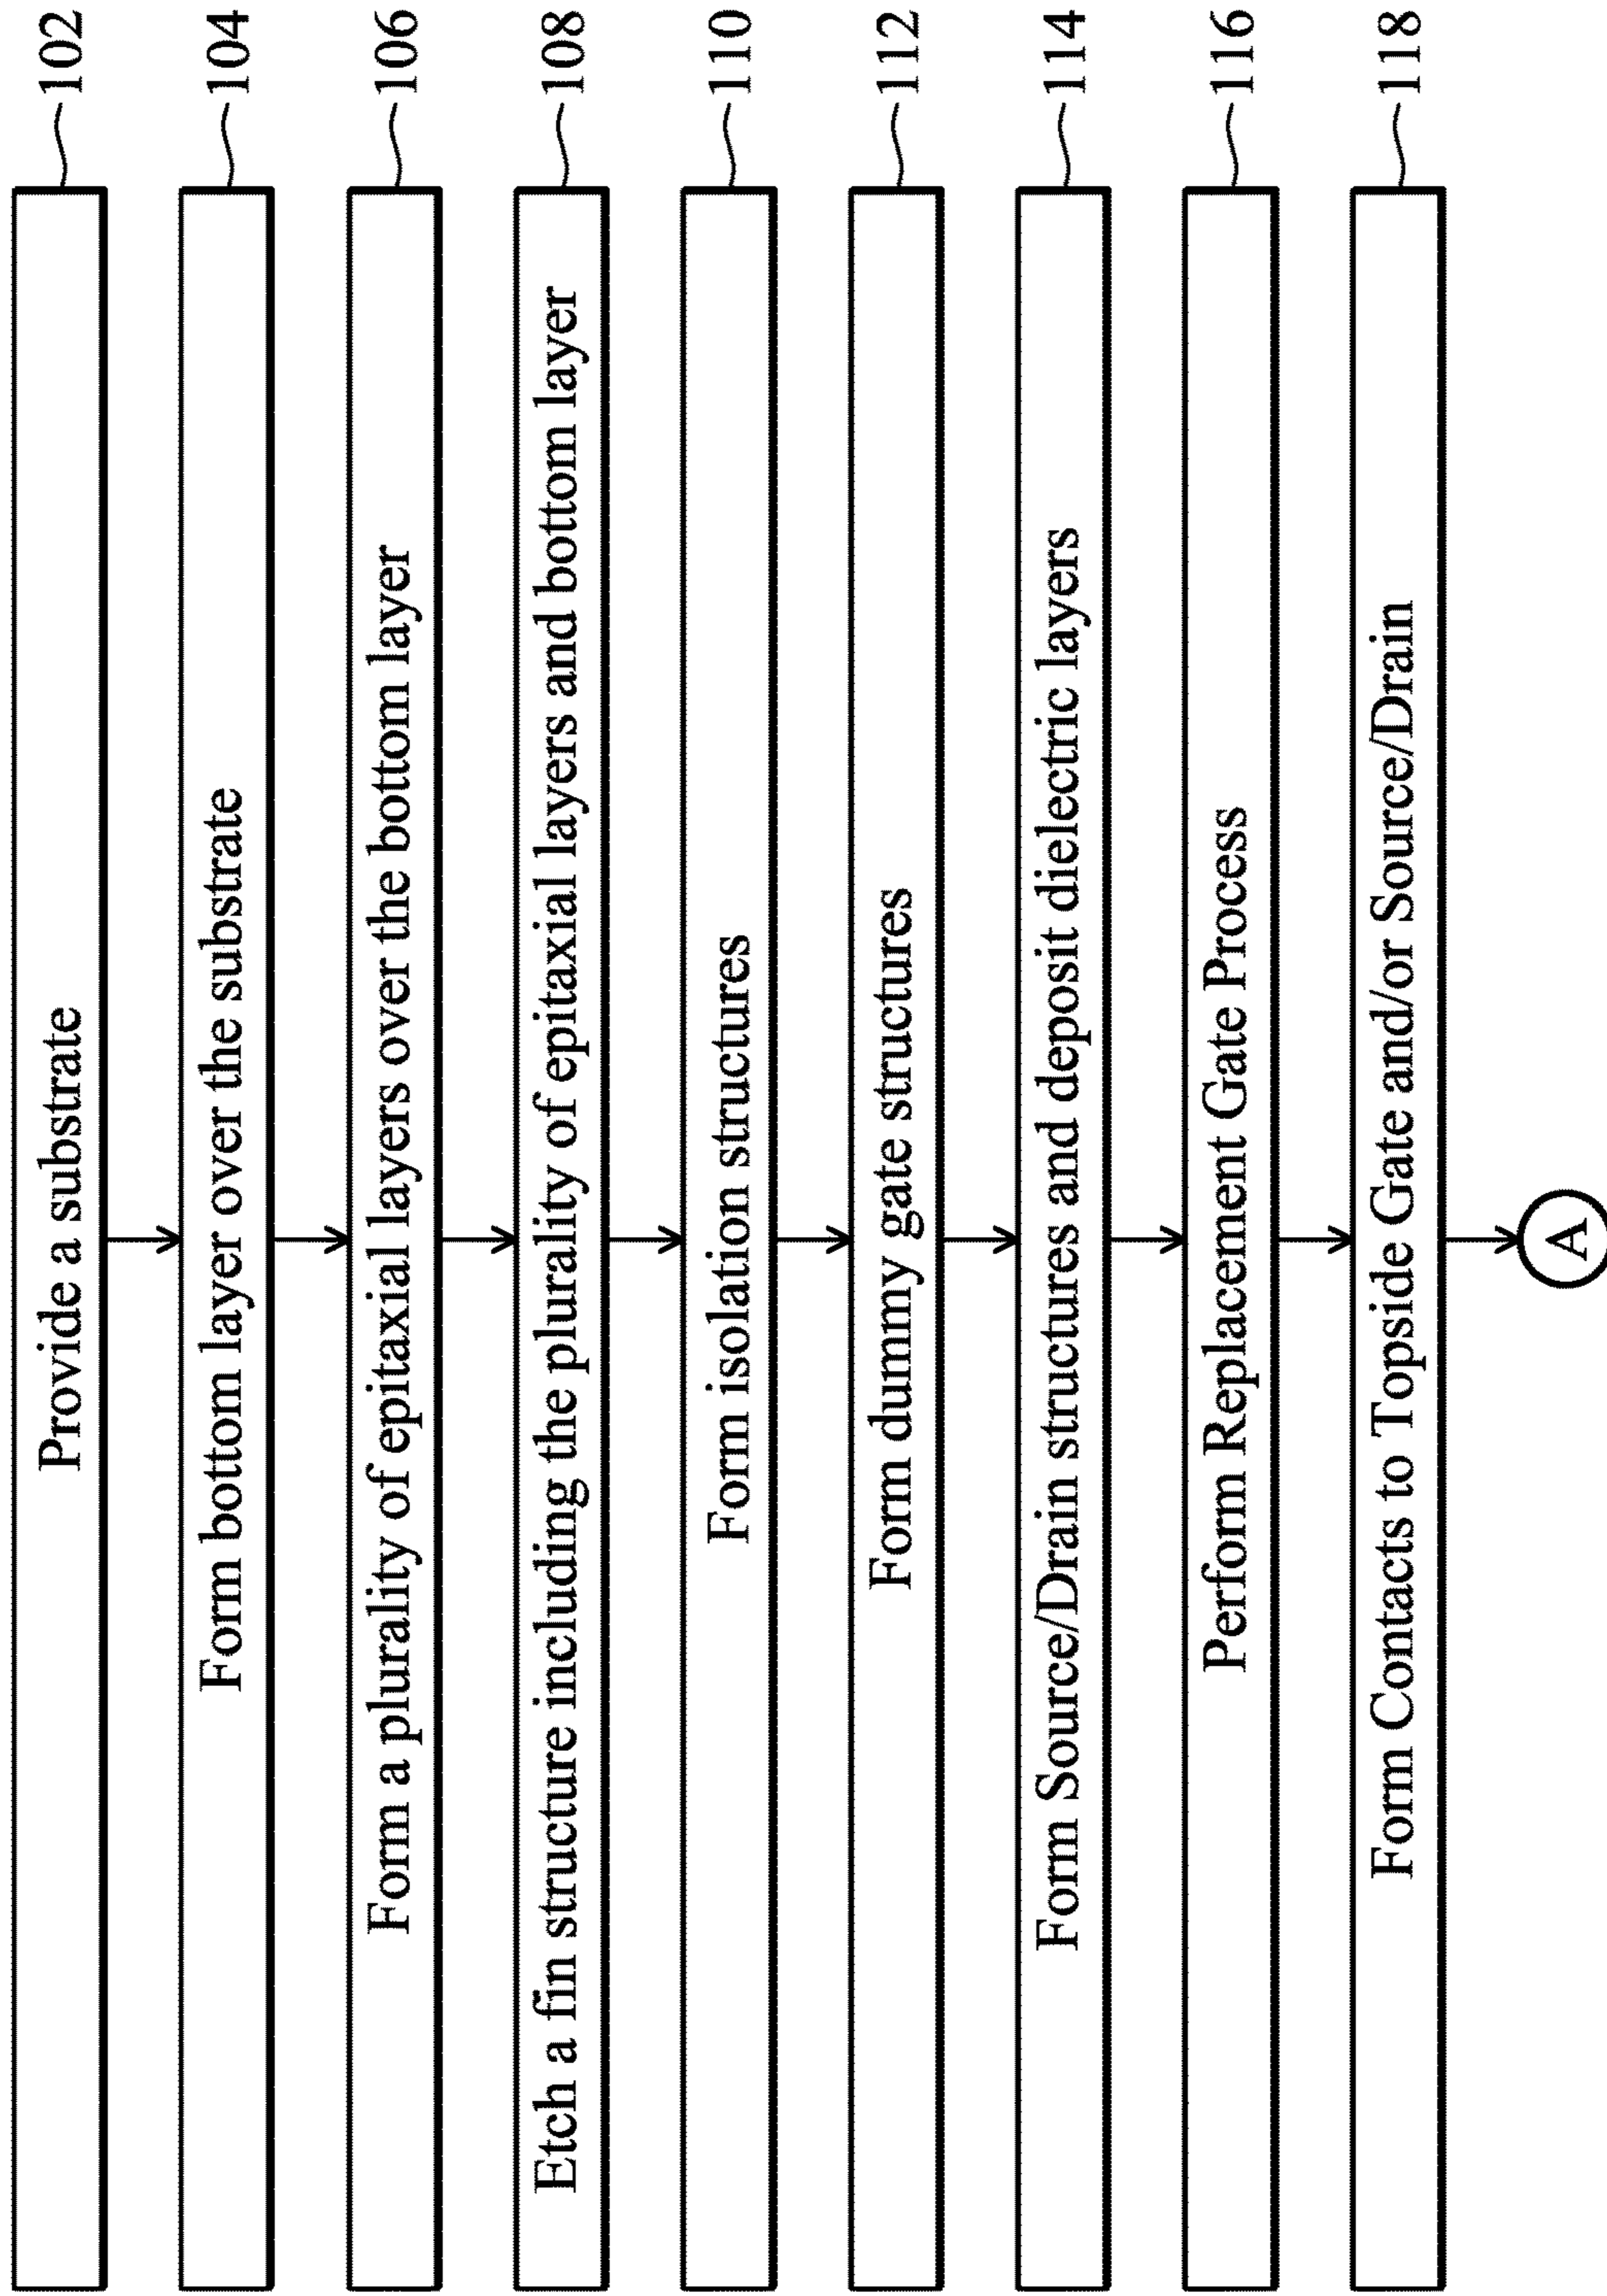 Provide a substrate
102
Form bottom layer over the substrate
104
Form a plurality of epitaxial layers over the bottom layer
106
Etch a fin structure including the plurality of epitaxial layers and bottom layer
108
Form isolation structures
110
Form dummy gate structures
112
Form Source/Drain structures and deposit dielectric layers
114
Perform Replacement Gate Process
116
Form Contacts to Topside Gate and/or Source/Drain
118
A